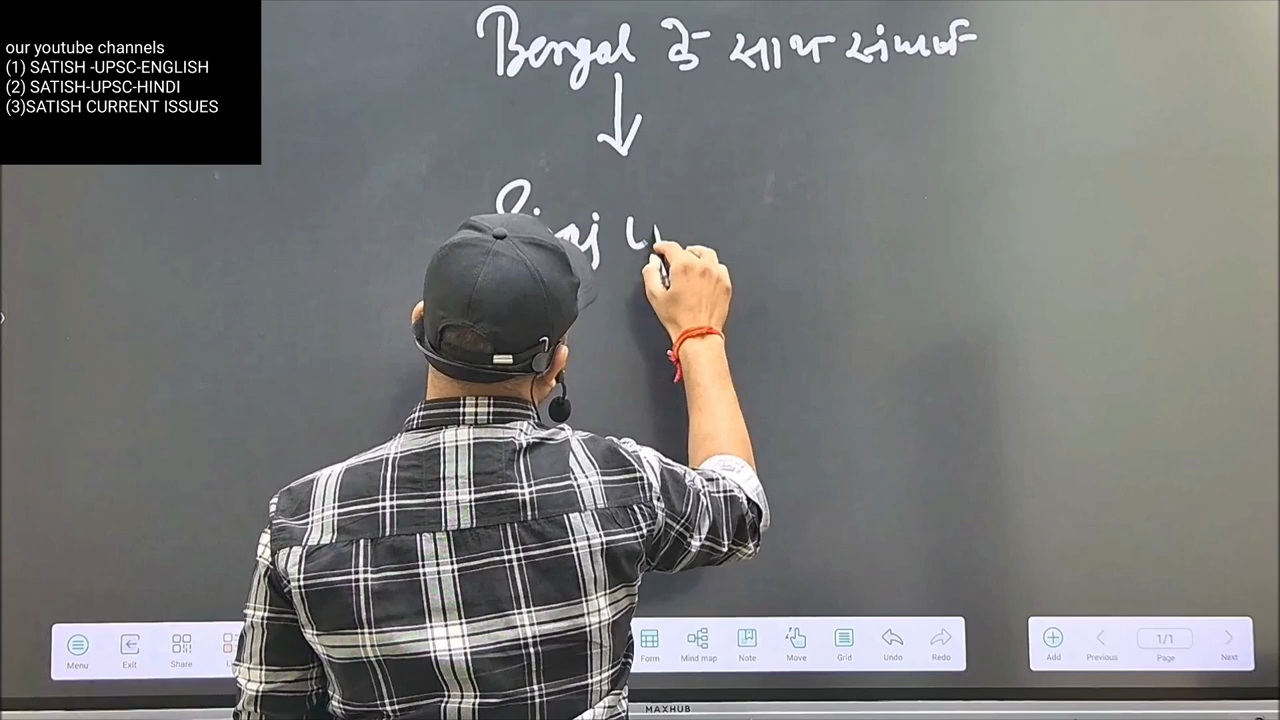 our youtube channels
(1) SATISH -UPSC-ENGLISH
(2) SATISH-UPSC-HINDI
(3)SATISH CURRENT ISSUES
Bengal के साथ संघर्ष
Menu
Exit
Share
Form
Mind map
Note
Move
Grid
Undo
Redo
Add
Previous
1/1
Page
Next
MAXHUB